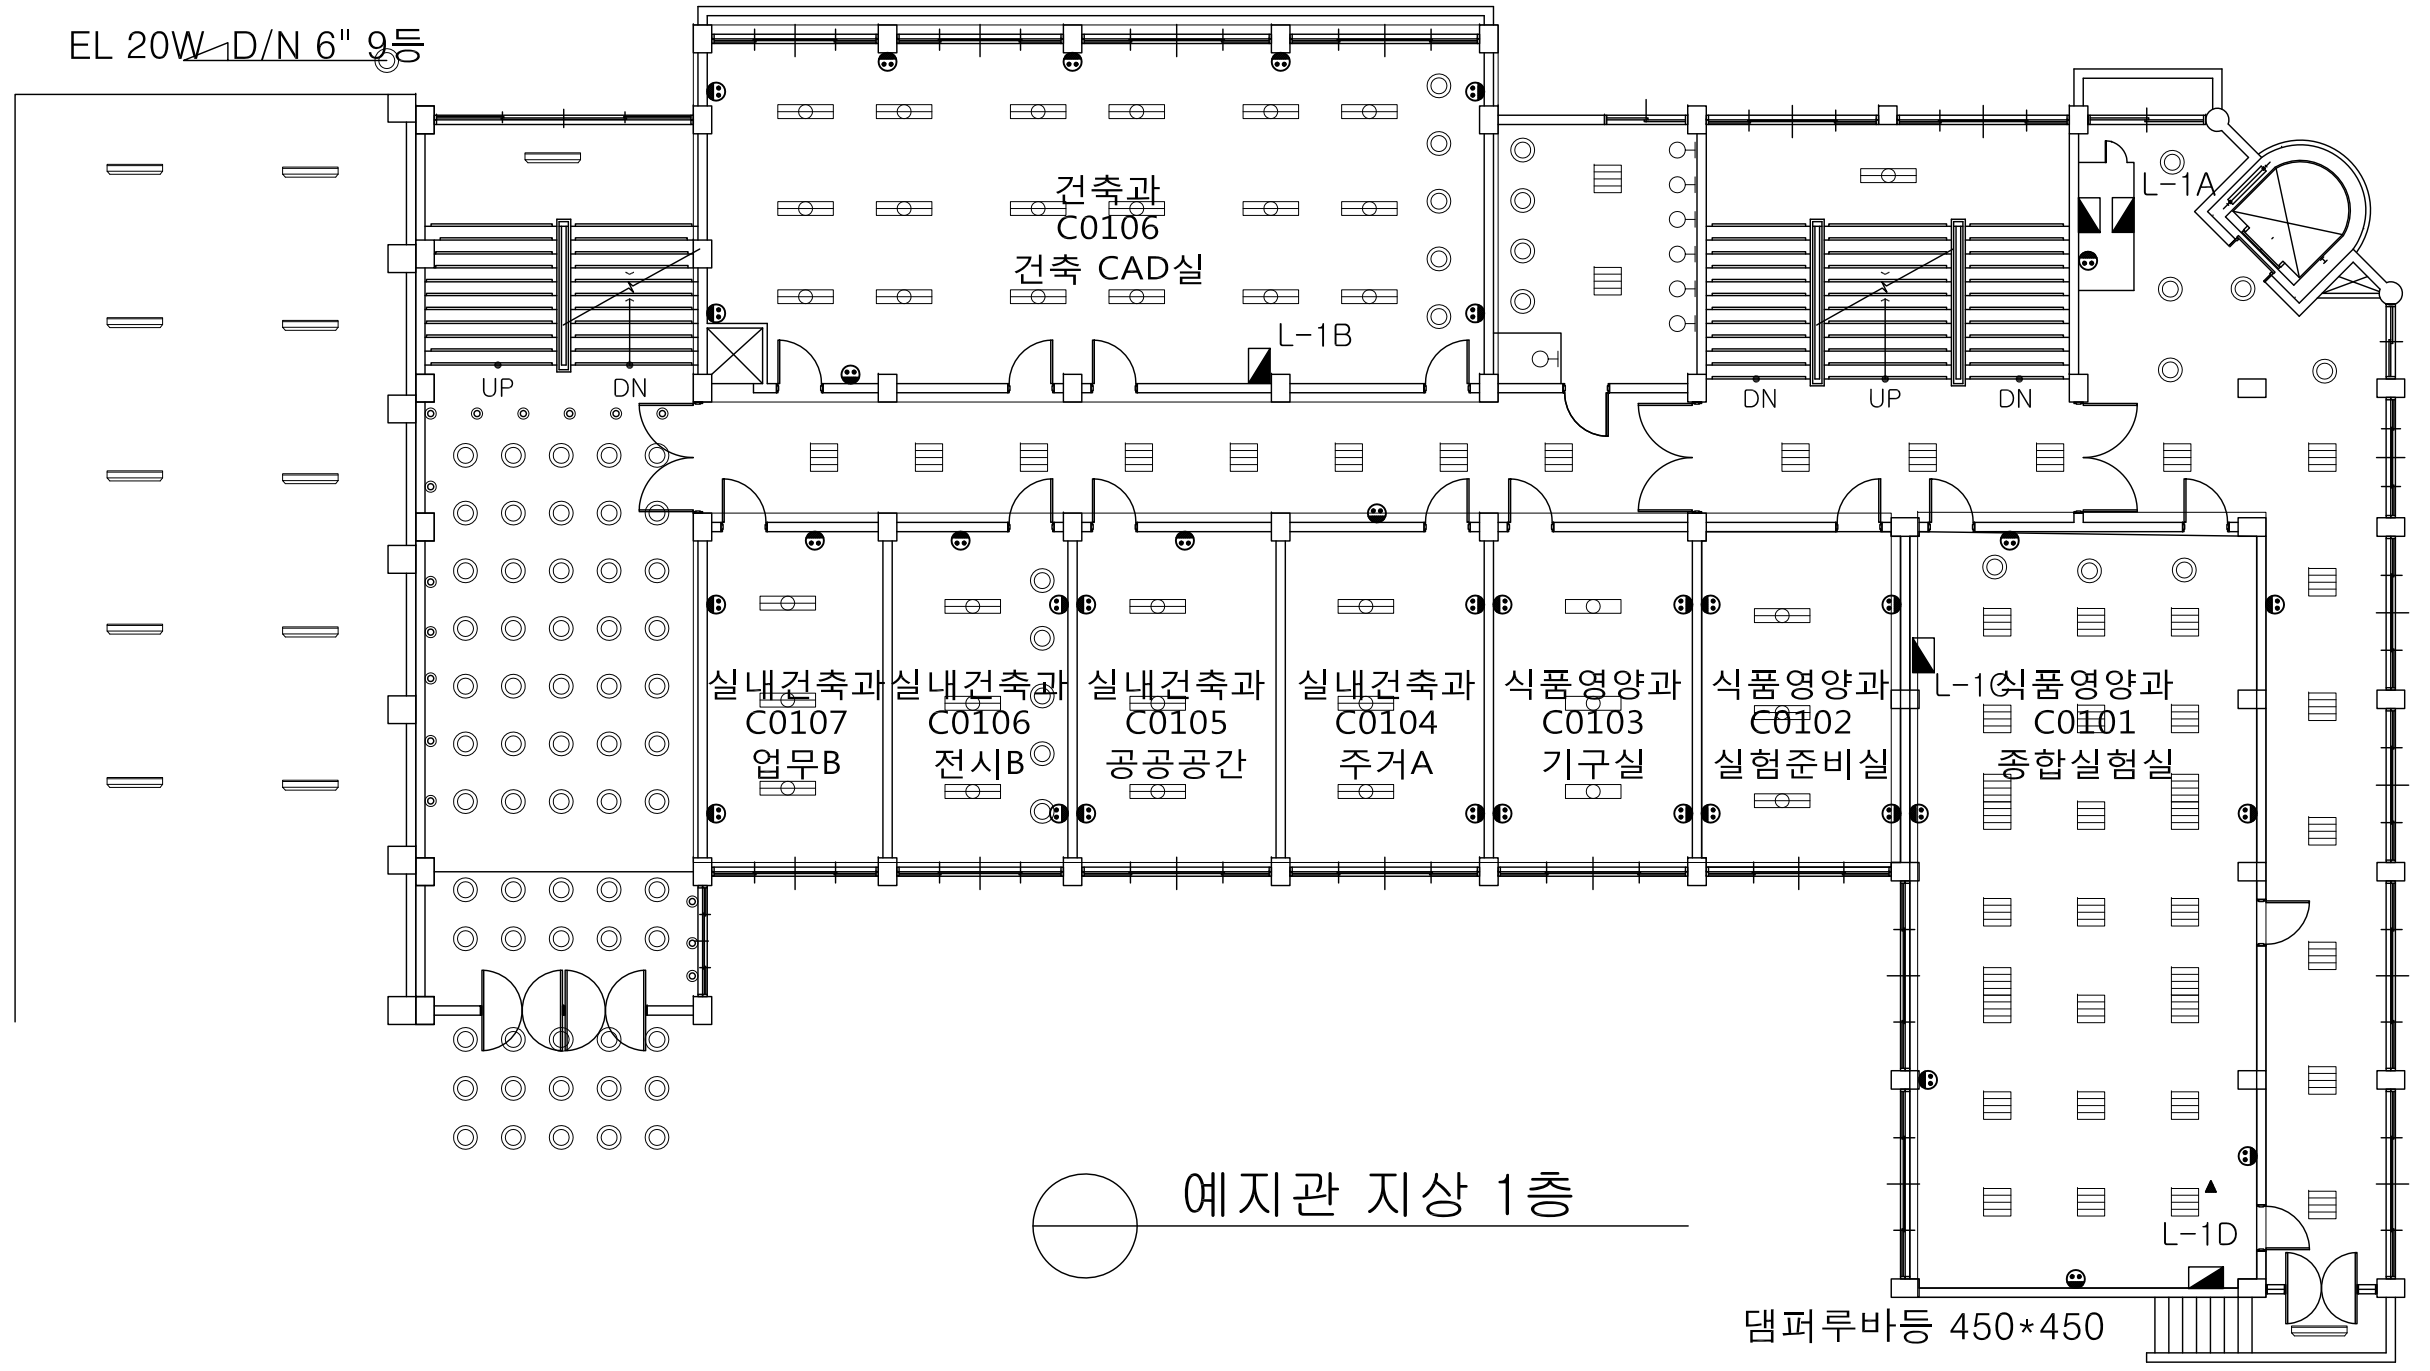 EL 20W D/N 6" 9등
L-1A
건축과
C0106
건축 CAD실
L-1B
UP
DN
DN
UP
DN
실내건축과
C0107
업무B
실내건축과
C0106
전시B
실내건축과
C0105
공공공간
실내건축과
C0104
주거A
식품영양과
C0103
기구실
식품영양과
C0102
실험준비실
L-1C
식품영양과
C0101
종합실험실
예지관 지상 1층
L-1D
댐퍼루바등 450*450